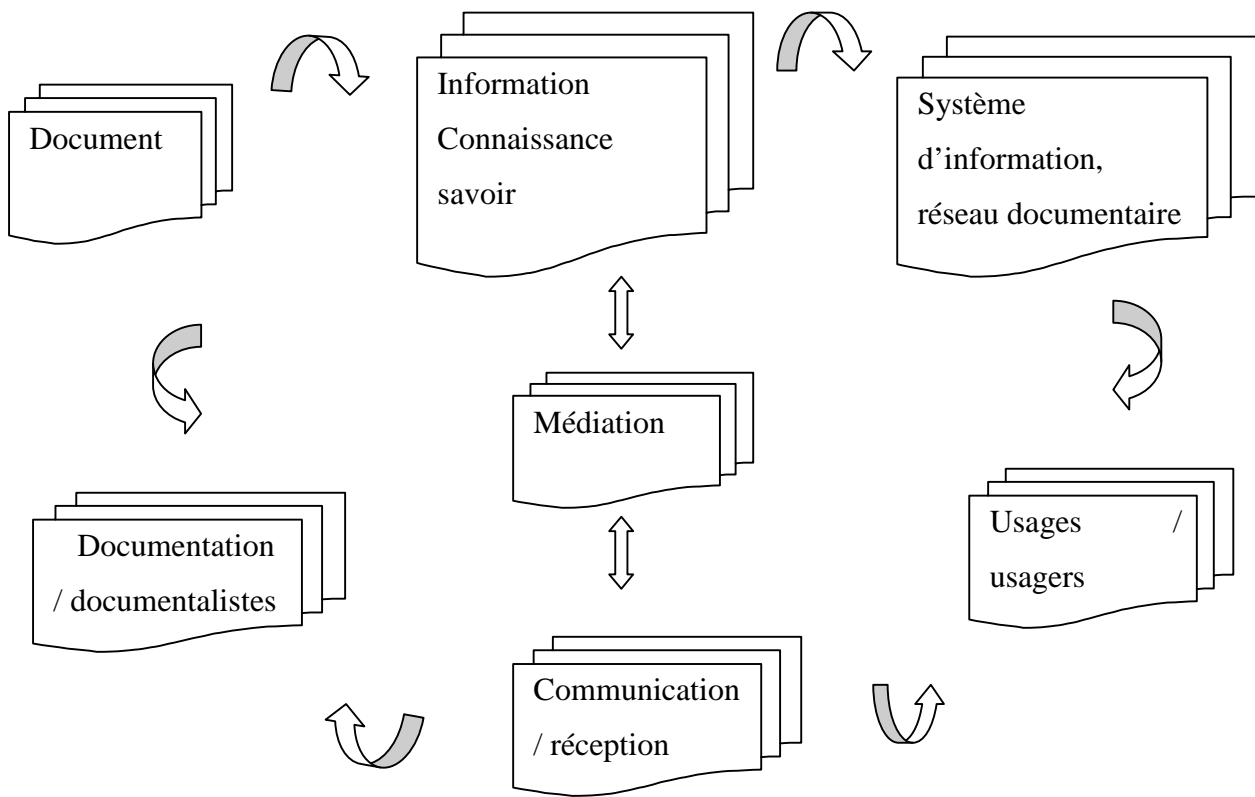 Document
Information
Connaissance
savoir
Système
d’information,
réseau documentaire
Médiation
Documentation
/ documentalistes
Usages /
usagers
Communication
/ réception